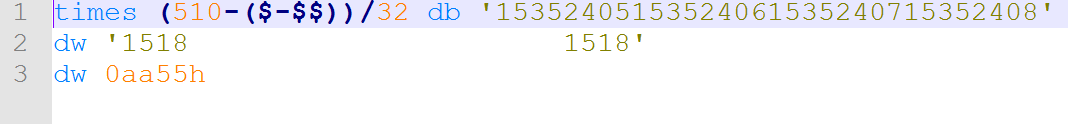 1 times (510-($-$$))/32 db '15352405153524061535240715352408'
2 dw '1518                      1518'
3 dw 0aa55h